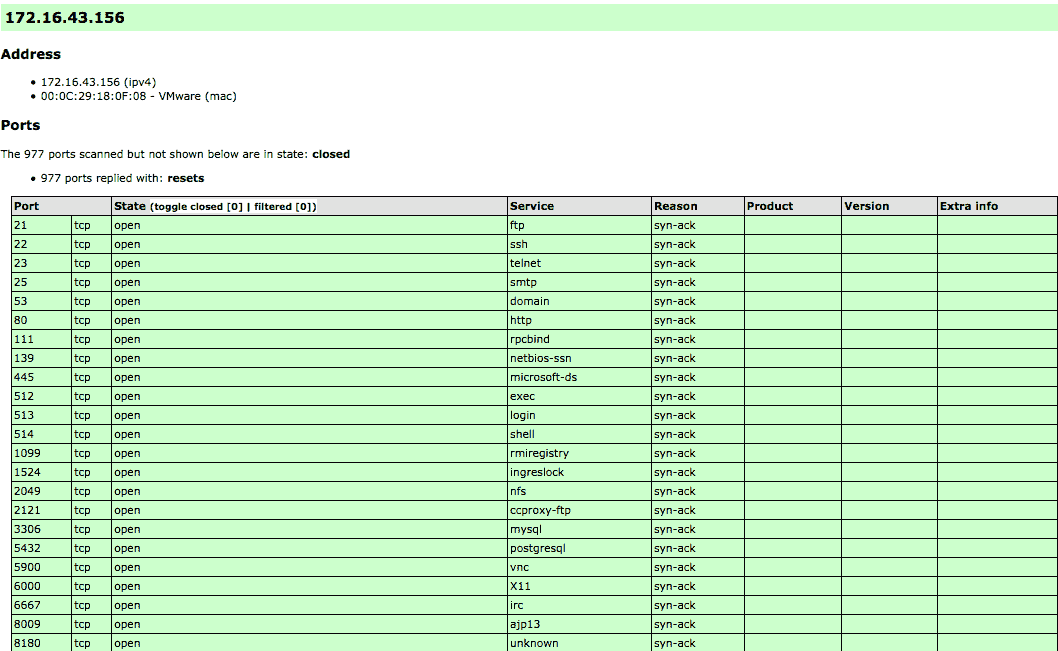 172.16.43.156
Address
• 172.16.43.156 (ipv4)
• 00:0C:29:18:0F:08 - VMware (mac)
Ports
The 977 ports scanned but not shown below are in state: closed
• 977 ports replied with: resets
Port State (toggle closed [0] | filtered [0]) Service Reason Product Version Extra info
21 tcp open ftp syn-ack
22 tcp open ssh syn-ack
23 tcp open telnet syn-ack
25 tcp open smtp syn-ack
53 tcp open domain syn-ack
80 tcp open http syn-ack
111 tcp open rpcbind syn-ack
139 tcp open netbios-ssn syn-ack
445 tcp open microsoft-ds syn-ack
512 tcp open exec syn-ack
513 tcp open login syn-ack
514 tcp open shell syn-ack
1099 tcp open rmiregistry syn-ack
1524 tcp open ingreslock syn-ack
2049 tcp open nfs syn-ack
2121 tcp open ccproxy-ftp syn-ack
3306 tcp open mysql syn-ack
5432 tcp open postgresql syn-ack
5900 tcp open vnc syn-ack
6000 tcp open X11 syn-ack
6667 tcp open irc syn-ack
8009 tcp open ajp13 syn-ack
8180 tcp open unknown syn-ack